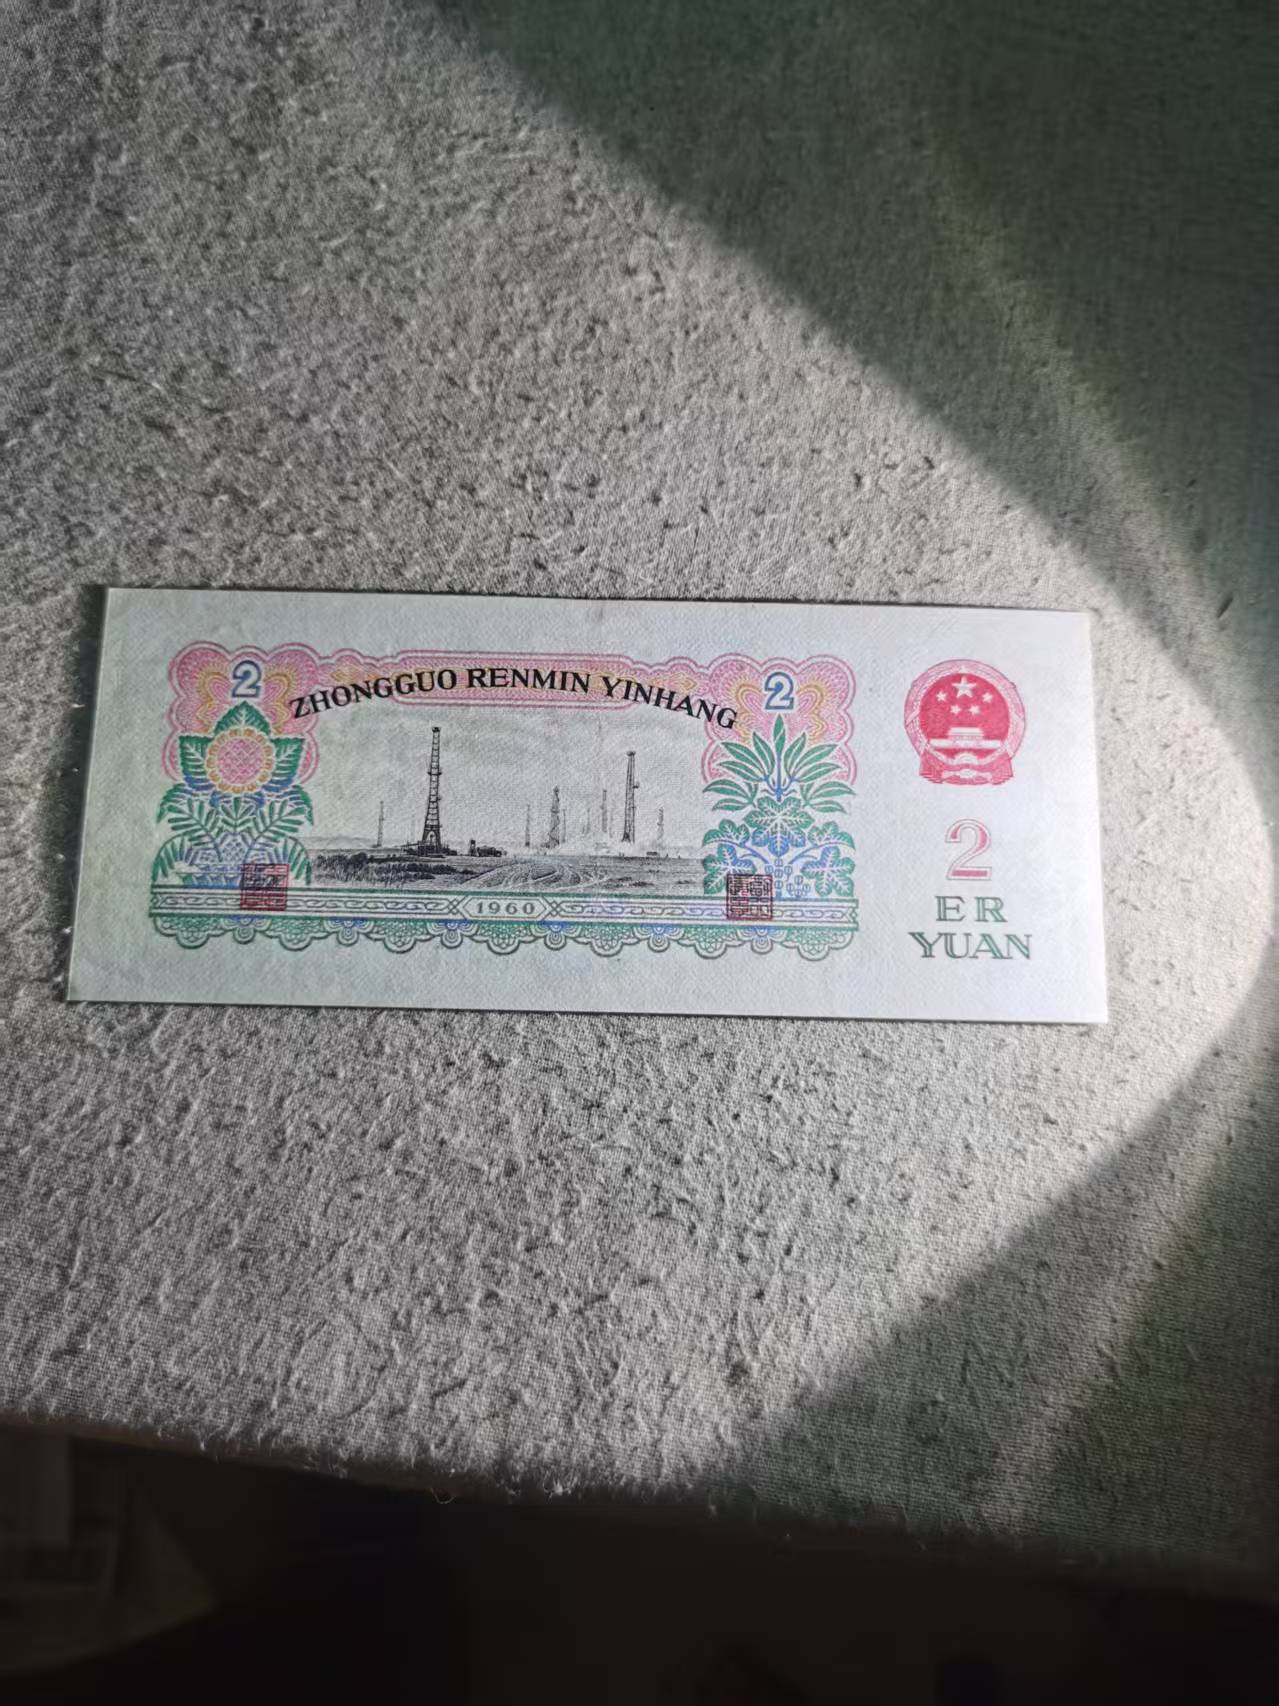 2
2
ZHONGGUO RENMIN YINHANG
1960
2
ER
YUAN